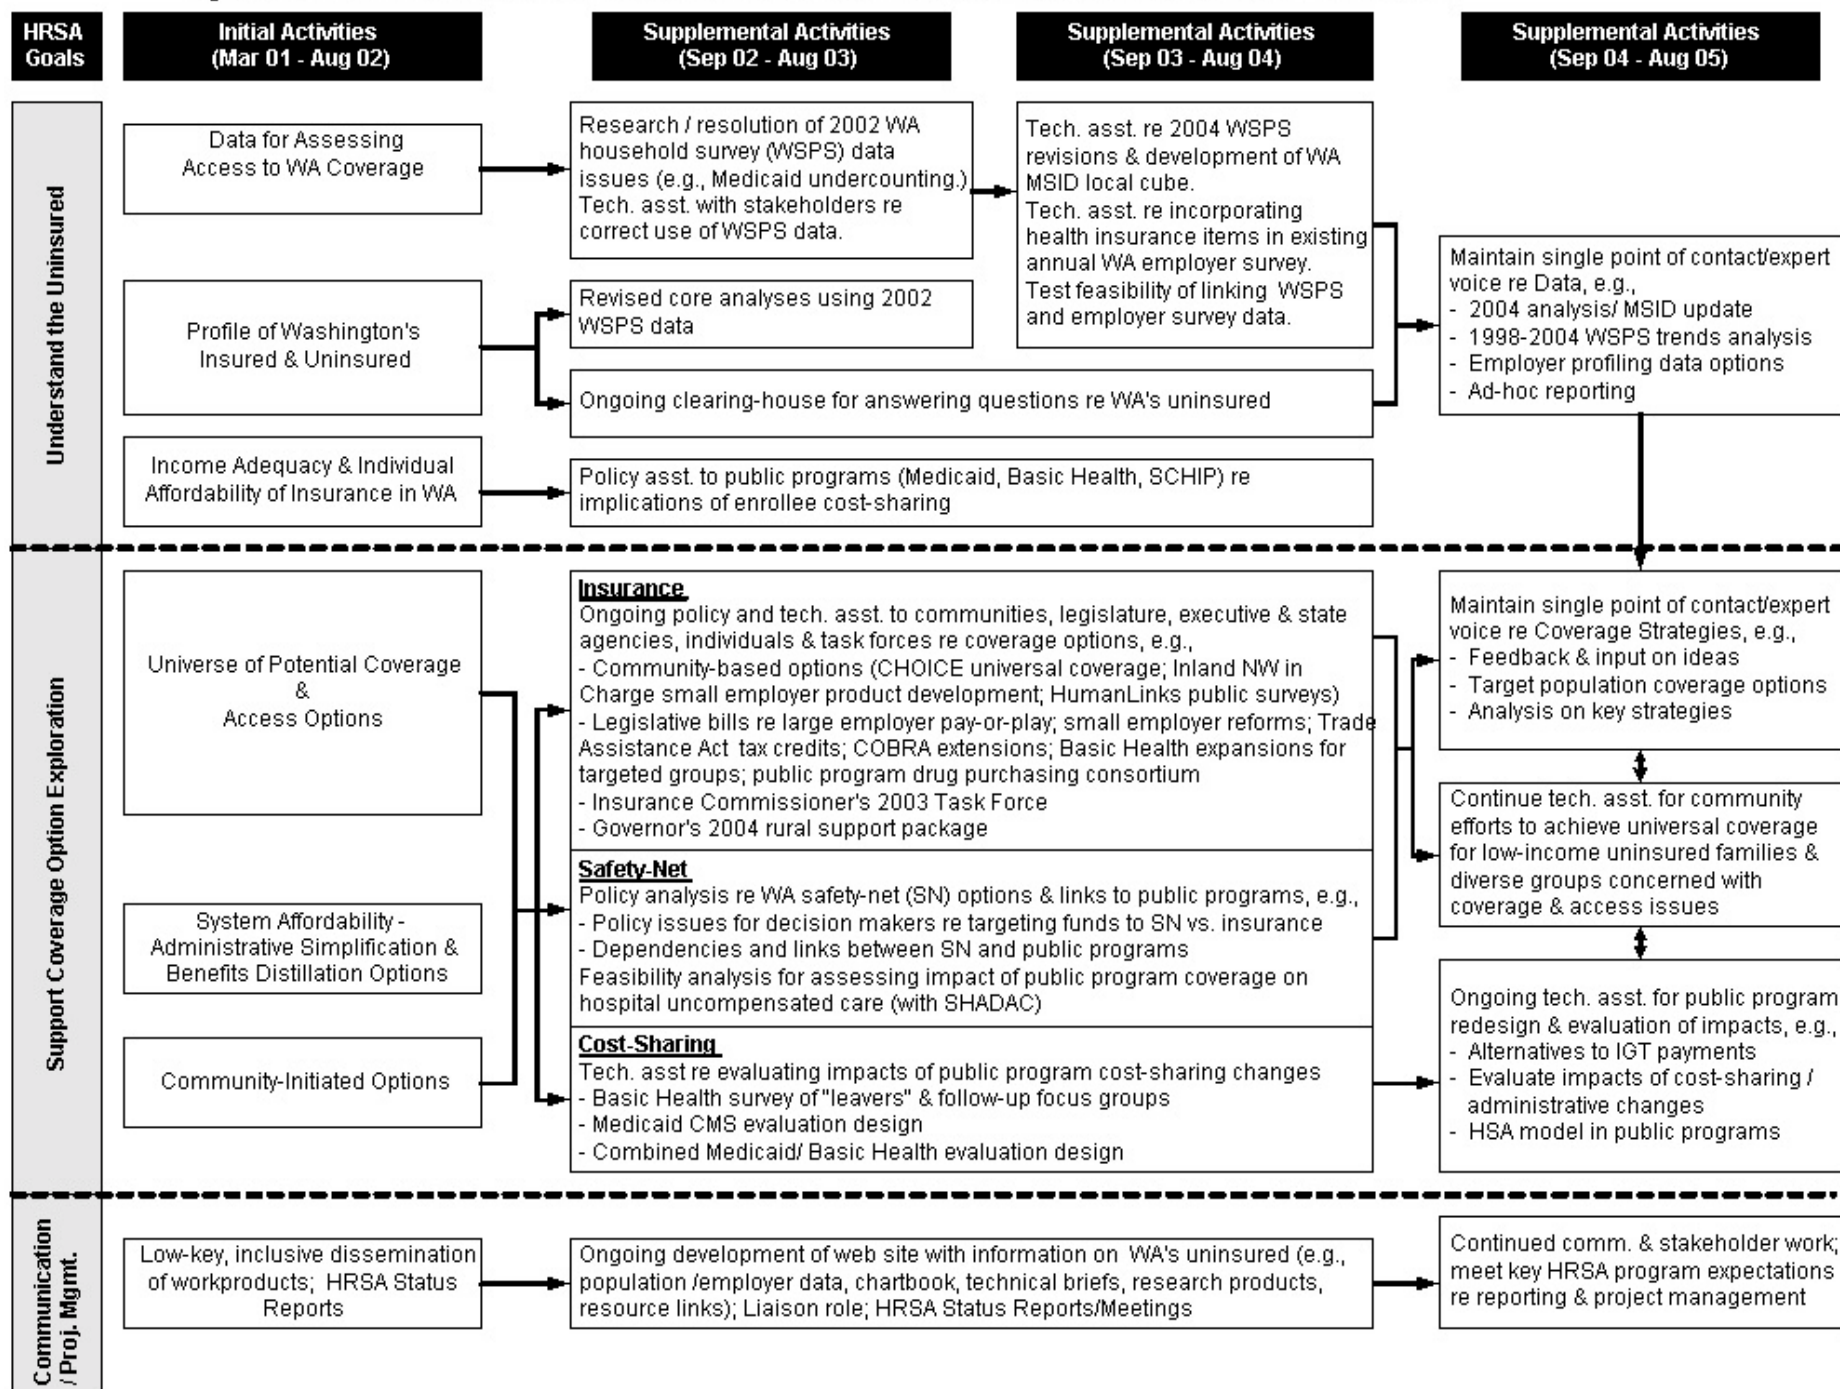 HRSA
Goals
Initial Activities
(Mar 01 - Aug 02)
Supplemental Activities
(Sep 02 - Aug 03)
Supplemental Activities
(Sep 03 - Aug 04)
Supplemental Activities
(Sep 04 - Aug 05)
Understand the Uninsured
Data for Assessing
Access to WA Coverage
Research / resolution of 2002 WA
household survey (WSPS) data
issues (e.g., Medicaid undercounting.)
Tech. asst. with stakeholders re
correct use of WSPS data.
Tech. asst. re 2004 WSPS
revisions & development of WA
MSID local cube.
Tech. asst. re incorporating
health insurance items in existing
annual WA employer survey.
Test feasibility of linking WSPS
and employer survey data.
Maintain single point of contact/expert
voice re Data, e.g.,
- 2004 analysis/ MSID update
- 1998-2004 WSPS trends analysis
- Employer profiling data options
- Ad-hoc reporting
Profile of Washington's
Insured & Uninsured
Revised core analyses using 2002
WSPS data
Ongoing clearing-house for answering questions re WA's uninsured
Income Adequacy & Individual
Affordability of Insurance in WA
Policy asst. to public programs (Medicaid, Basic Health, SCHIP) re
implications of enrollee cost-sharing
Support Coverage Option Exploration
Universe of Potential Coverage
&
Access Options
System Affordability -
Administrative Simplification &
Benefits Distillation Options
Community-Initiated Options
Insurance
Ongoing policy and tech. asst. to communities, legislature, executive & state
agencies, individuals & task forces re coverage options, e.g.,
- Community-based options (CHOICE universal coverage; Inland NW in
Charge small employer product development; HumanLinks public surveys)
- Legislative bills re large employer pay-or-play; small employer reforms; Trade
Assistance Act tax credits; COBRA extensions; Basic Health expansions for
targeted groups; public program drug purchasing consortium
- Insurance Commissioner's 2003 Task Force
- Governor's 2004 rural support package
Safety-Net
Policy analysis re WA safety-net (SN) options & links to public programs, e.g.,
- Policy issues for decision makers re targeting funds to SN vs. insurance
- Dependencies and links between SN and public programs
Feasibility analysis for assessing impact of public program coverage on
hospital uncompensated care (with SHADAC)
Cost-Sharing
Tech. asst re evaluating impacts of public program cost-sharing changes
- Basic Health survey of "leavers" & follow-up focus groups
- Medicaid CMS evaluation design
- Combined Medicaid/ Basic Health evaluation design
Maintain single point of contact/expert
voice re Coverage Strategies, e.g.,
- Feedback & input on ideas
- Target population coverage options
- Analysis on key strategies
Continue tech. asst. for community
efforts to achieve universal coverage
for low-income uninsured families &
diverse groups concerned with
coverage & access issues
Ongoing tech. asst. for public program
redesign & evaluation of impacts, e.g.,
- Alternatives to IGT payments
- Evaluate impacts of cost-sharing /
administrative changes
- HSA model in public programs
Communication
/ Proj. Mgmt.
Low-key, inclusive dissemination
of workproducts; HRSA Status
Reports
Ongoing development of web site with information on WA's uninsured (e.g.,
population /employer data, chartbook, technical briefs, research products,
resource links); Liaison role; HRSA Status Reports/Meetings
Continued comm. & stakeholder work;
meet key HRSA program expectations
re reporting & project management